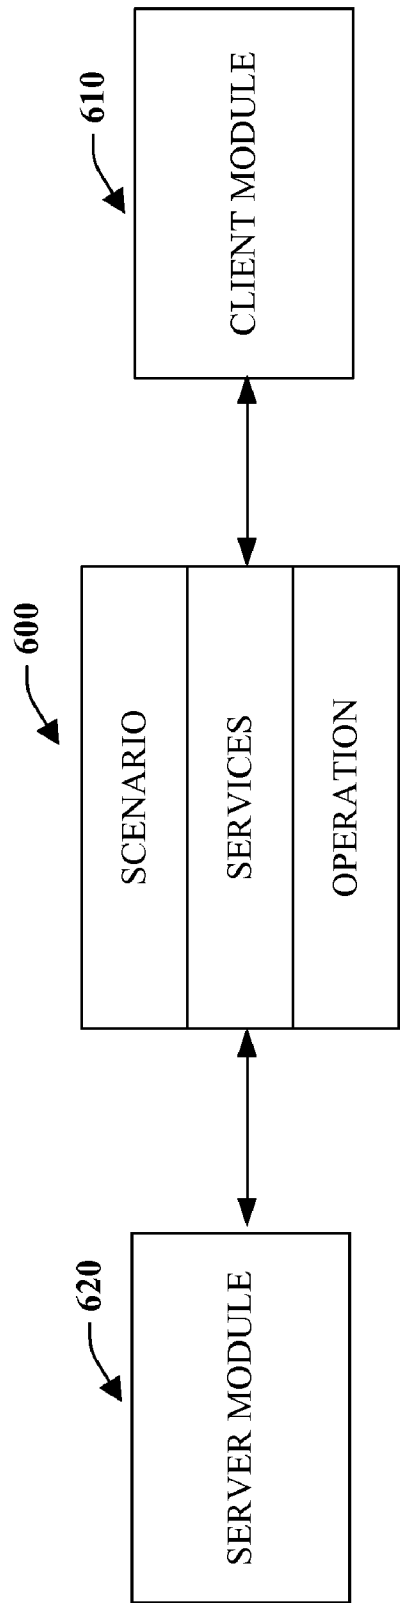 620
SERVER MODULE
600
SCENARIO
SERVICES
OPERATION
610
CLIENT MODULE